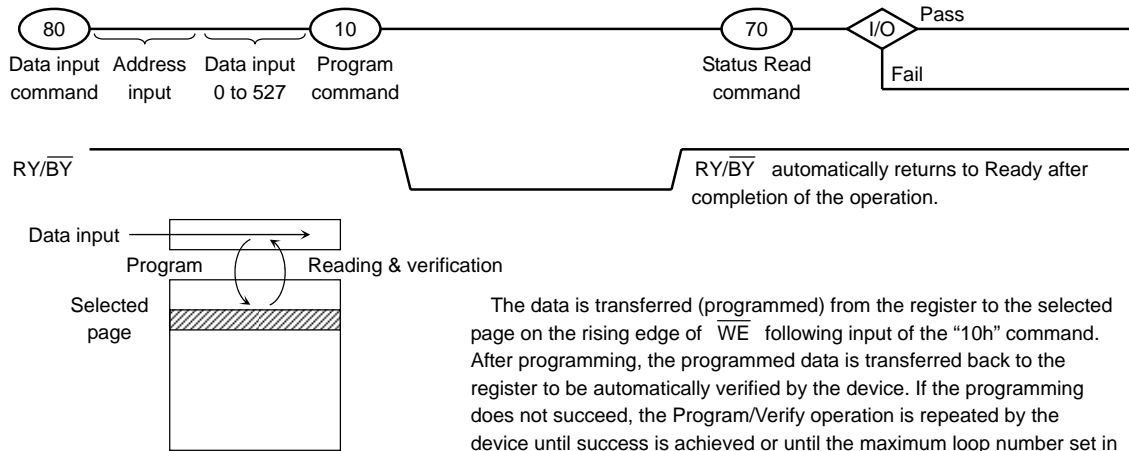 80
10
70
I/O
Pass
Fail
Data input command
Address input
Data input 0 to 527
Program command
Status Read command
RY/BY
RY/BY automatically returns to Ready after
completion of the operation.
Data input
Program
Reading & verification
Selected
page
The data is transferred (programmed) from the register to the selected
page on the rising edge of WE following input of the “10h” command.
After programming, the programmed data is transferred back to the
register to be automatically verified by the device. If the programming
does not succeed, the Program/Verify operation is repeated by the
device until success is achieved or until the maximum loop number set in